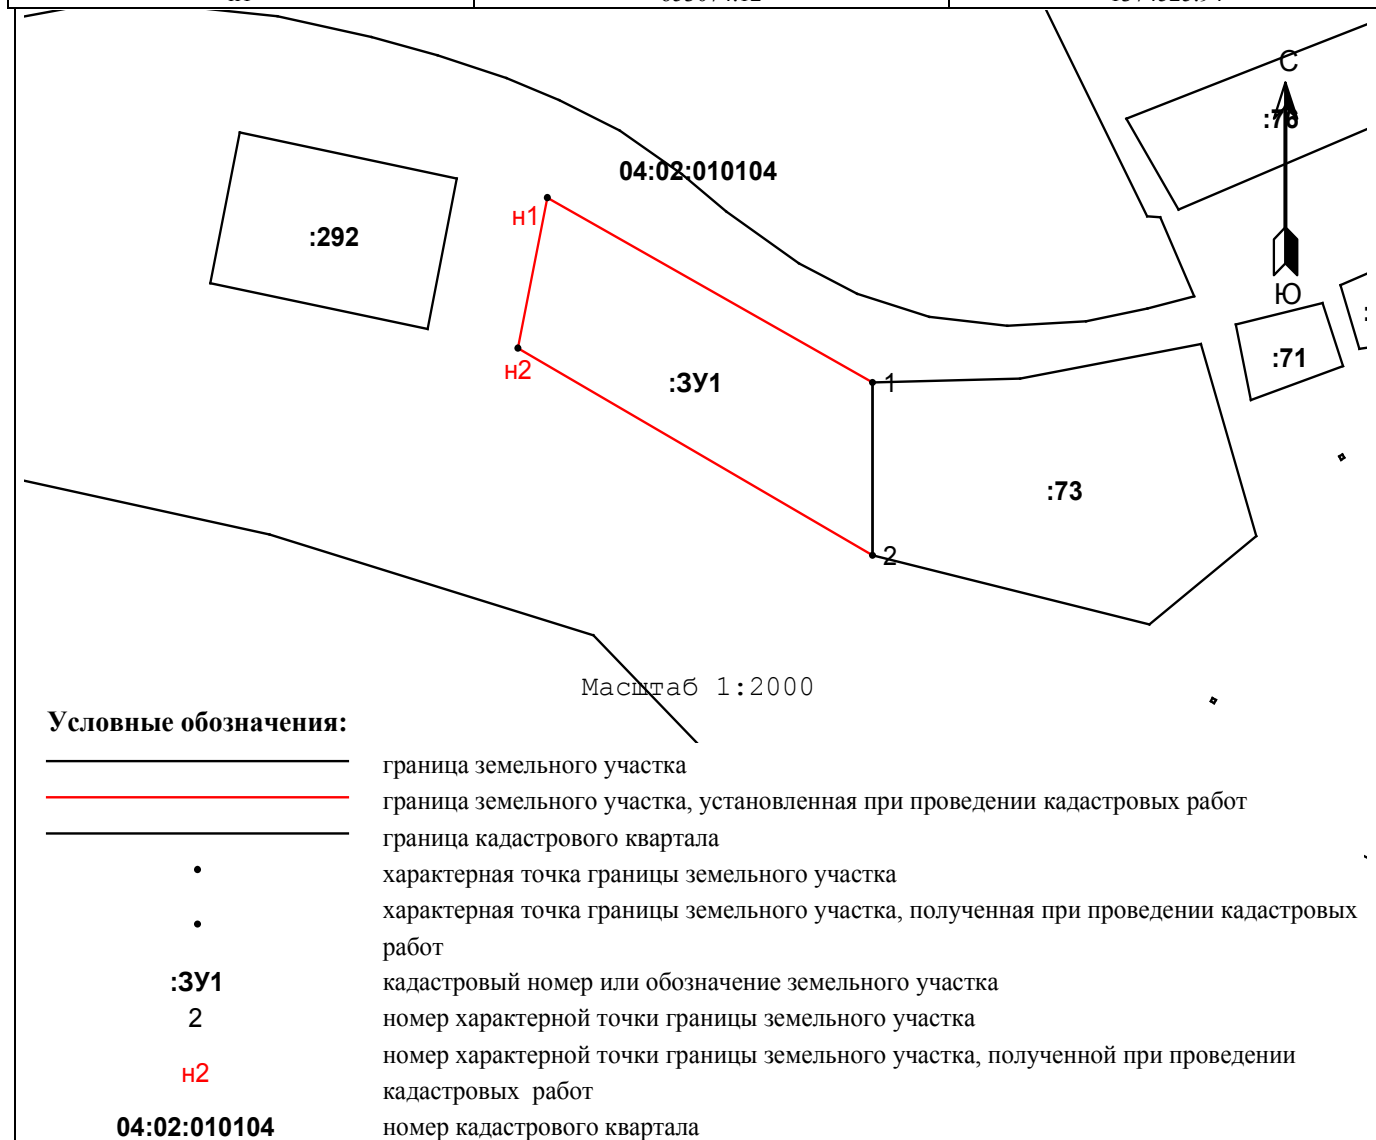 С
:76
04:02:010104
н1
:292
Ю
:71
н2
:ЗУ1
1
:73
2
Масштаб 1:2000
Условные обозначения:
граница земельного участка
граница земельного участка, установленная при проведении кадастровых работ
граница кадастрового квартала
характерная точка границы земельного участка
характерная точка границы земельного участка, полученная при проведении кадастровых
работ
:ЗУ1 кадастровый номер или обозначение земельного участка
2 номер характерной точки границы земельного участка
номер характерной точки границы земельного участка, полученной при проведении
н2
кадастровых работ
04:02:010104 номер кадастрового квартала